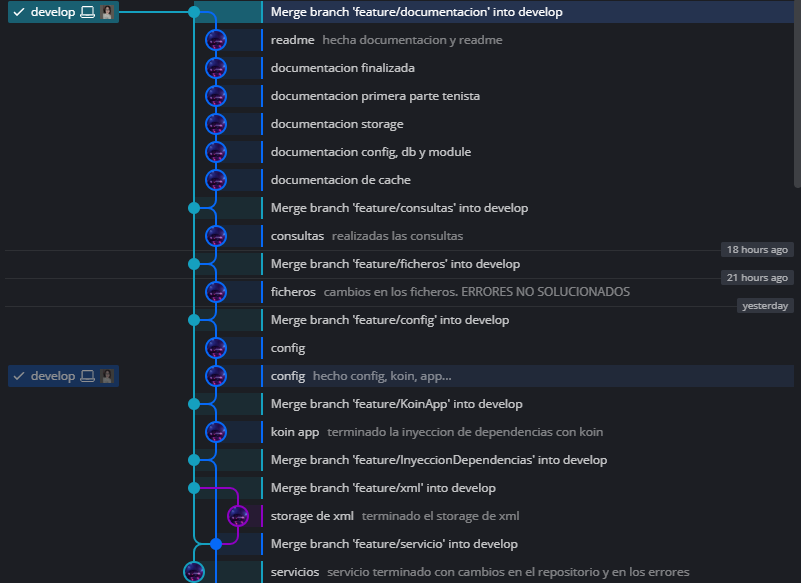 develop Merge branch 'feature/documentacion' into develop
readme hecha documentacion y readme
documentacion finalizada
documentacion primera parte tenista
documentacion storage
documentacion config, db y module
documentacion de cache
Merge branch 'feature/consultas' into develop
consultas realizadas las consultas
18 hours ago
Merge branch 'feature/ficheros' into develop
21 hours ago
ficheros cambios en los ficheros. ERRORES NO SOLUCIONADOS
yesterday
Merge branch 'feature/config' into develop
config
develop config hecho config, koin, app...
Merge branch 'feature/KoinApp' into develop
koin app terminado la inyeccion de dependencias con koin
Merge branch 'feature/InyeccionDependencias' into develop
Merge branch 'feature/xml' into develop
storage de xml terminado el storage de xml
Merge branch 'feature/servicio' into develop
servicios servicio terminado con cambios en el repositorio y en los errores